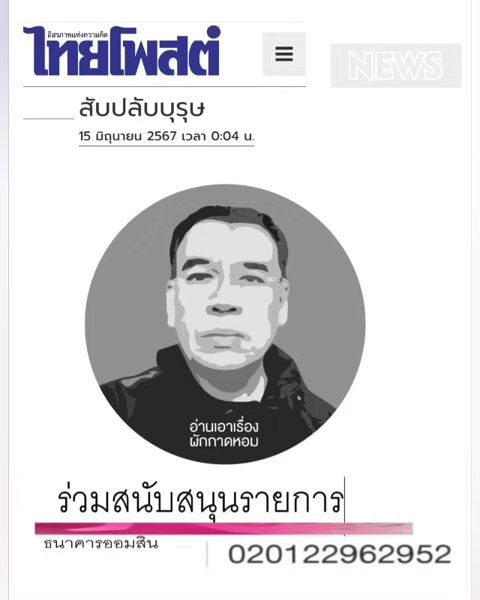 อิสรภาพแห่งความคิด
ไทยโพสต์
NEWS
สับปลับบุรุษ
15 มิถุนายน 2567 เวลา 0:04 น.
อ่านเอาเรื่อง
ผักกาดหอม
ร่วมสนับสนุนรายการ
ธนาคารออมสิน
020122962952